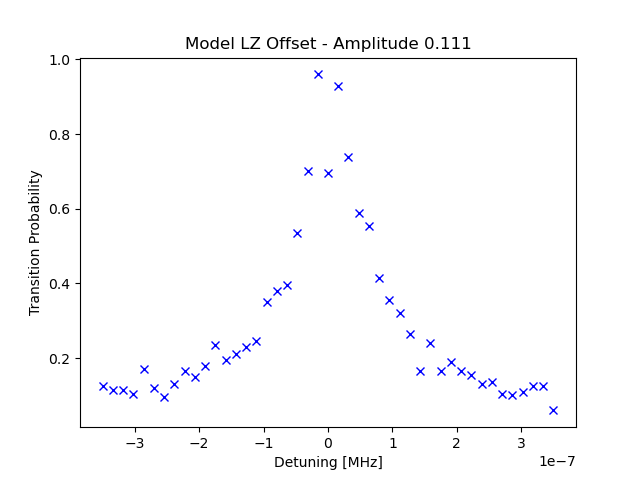 Model LZ Offset - Amplitude 0.111
1.0
0.8
0.6
0.4
0.2
Transition Probability
−3 −2 −1 0 1 2 3
1e−7
Detuning [MHz]